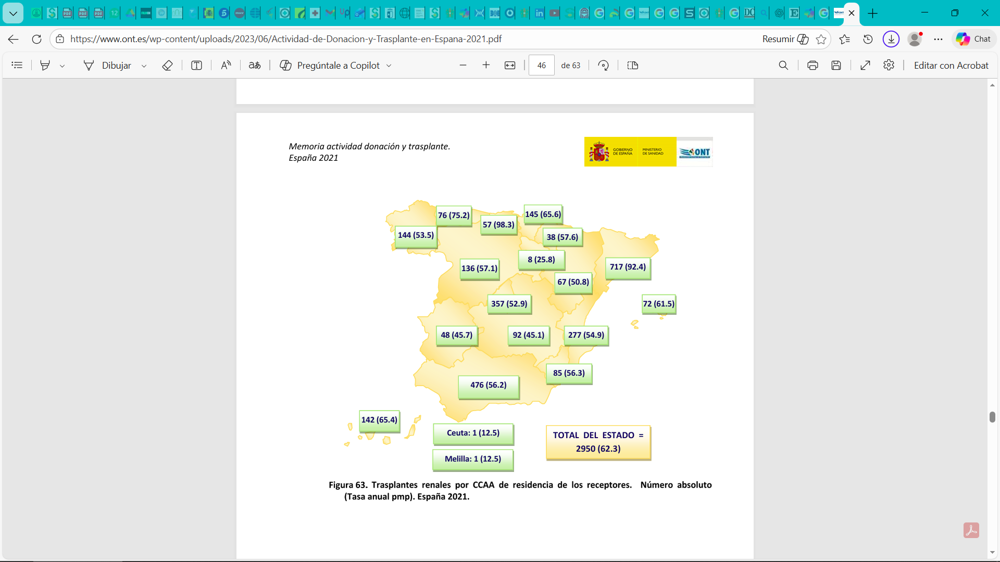 https://www.ont.es/wp-content/uploads/2023/06/Actividad-de-Donacion-y-Trasplante-en-Espana-2021.pdf
Resumir
Chat
Dibujar
Pregúntale a Copilot
46
de 63
Editar con Acrobat
Memoria actividad donación y trasplante.
España 2021
GOBIERNO
DE ESPAÑA
MINISTERIO
DE SANIDAD
ONT
76 (75.2)
145 (65.6)
57 (98.3)
144 (53.5)
38 (57.6)
8 (25.8)
136 (57.1)
717 (92.4)
67 (50.8)
357 (52.9)
72 (61.5)
48 (45.7)
92 (45.1)
277 (54.9)
85 (56.3)
476 (56.2)
142 (65.4)
Ceuta: 1 (12.5)
Melilla: 1 (12.5)
TOTAL DEL ESTADO =
2950 (62.3)
Figura 63. Trasplantes renales por CCAA de residencia de los receptores. Número absoluto
(Tasa anual pmp). España 2021.